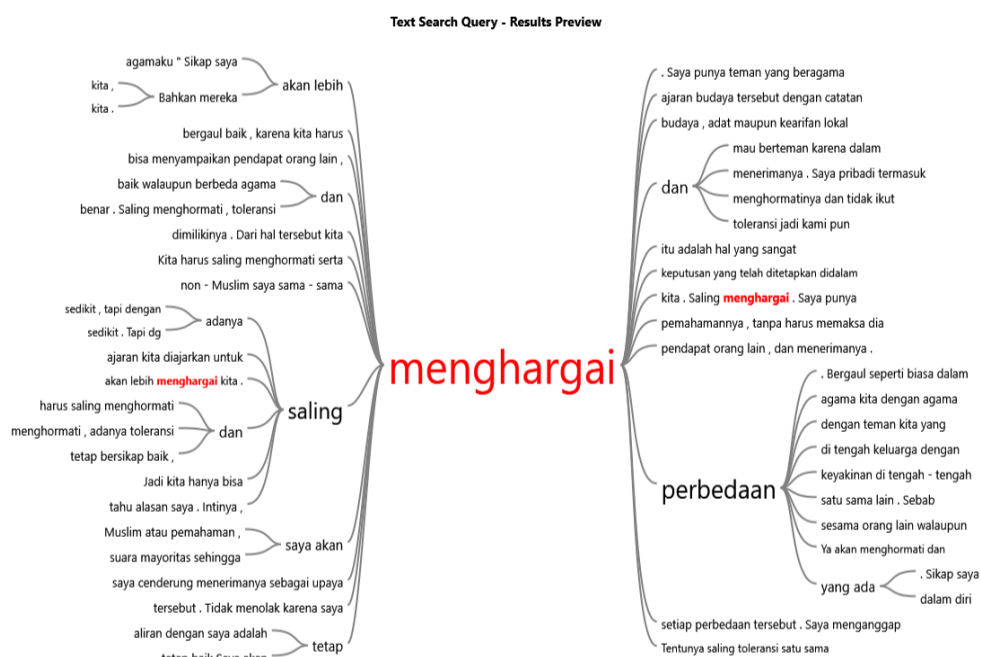 Text Search Query - Results Preview
agamaku " Sikap saya
kita ,
Bahkan mereka
kita .
akan lebih
bergaul baik , karena kita harus
bisa menyampaikan pendapat orang lain ,
baik walaupun berbeda agama
benar . Saling menghormati , toleransi
dan
dimilikinya . Dari hal tersebut kita
Kita harus saling menghormati serta
non - Muslim saya sama - sama
sedikit , tapi dengan
sedikit . Tapi dg
adanya
ajaran kita diajarkan untuk
akan lebih menghargai kita .
harus saling menghormati
menghormati , adanya toleransi
tetap bersikap baik ,
dan
Jadi kita hanya bisa
tahu alasan saya . Intinya ,
saling
Muslim atau pemahaman ,
suara mayoritas sehingga
saya akan
saya cenderung menerimanya sebagai upaya
tersebut . Tidak menolak karena saya
aliran dengan saya adalah
tetap
menghargai
. Saya punya teman yang beragama
ajaran budaya tersebut dengan catatan
budaya , adat maupun kearifan lokal
dan
mau berteman karena dalam
menerimanya . Saya pribadi termasuk
menghormatinya dan tidak ikut
toleransi jadi kami pun
itu adalah hal yang sangat
keputusan yang telah ditetapkan didalam
kita . Saling menghargai . Saya punya
pemahamannya , tanpa harus memaksa dia
pendapat orang lain , dan menerimanya .
perbedaan
. Bergaul seperti biasa dalam
agama kita dengan agama
dengan teman kita yang
di tengah keluarga dengan
keyakinan di tengah - tengah
satu sama lain . Sebab
sesama orang lain walaupun
Ya akan menghormati dan
yang ada
. Sikap saya
dalam diri
setiap perbedaan tersebut . Saya menganggap
Tentunya saling toleransi satu sama